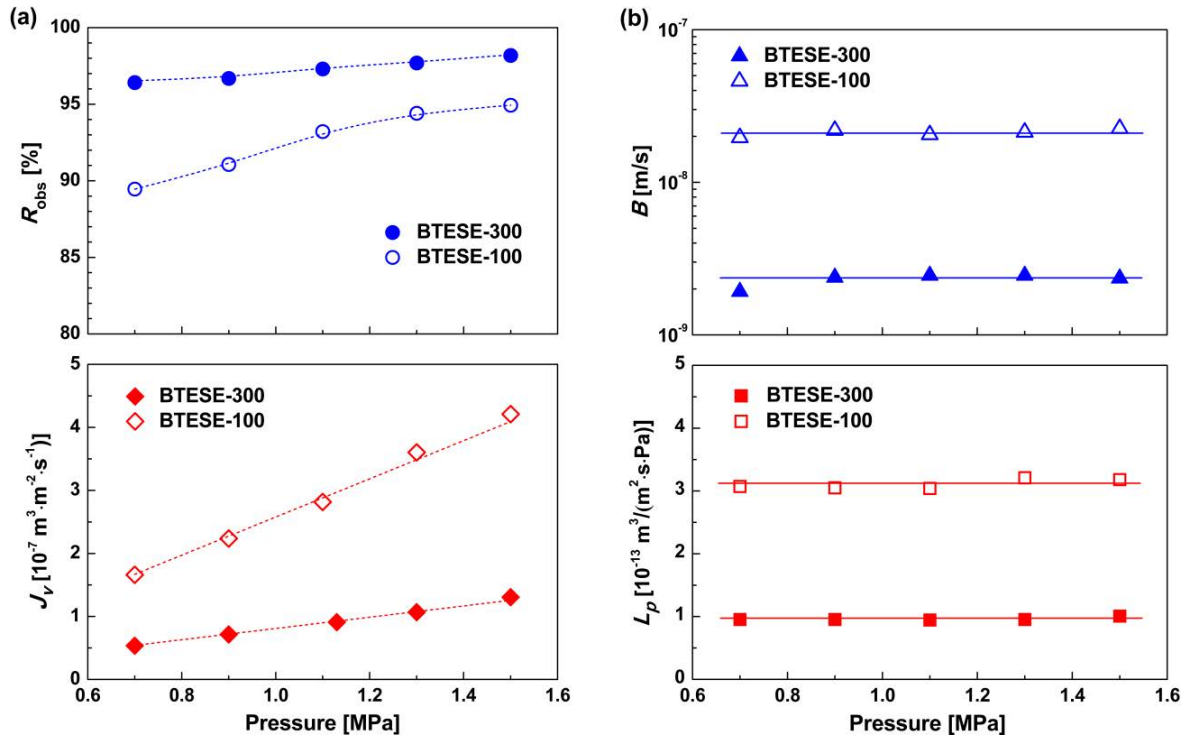 (a)
100
95
90
85
80
R_obs [%]
BTESE-300
BTESE-100
5
4
3
2
1
0
J_v [10^-7 m^3·m^-2·s^-1)]
BTESE-300
BTESE-100
0.6 0.8 1.0 1.2 1.4 1.6
Pressure [MPa]
(b)
10^-7
10^-8
10^-9
B [m/s]
BTESE-300
BTESE-100
5
4
3
2
1
0
L_p [10^-13 m^3/(m^2·s·Pa)]
BTESE-300
BTESE-100
0.6 0.8 1.0 1.2 1.4 1.6
Pressure [MPa]